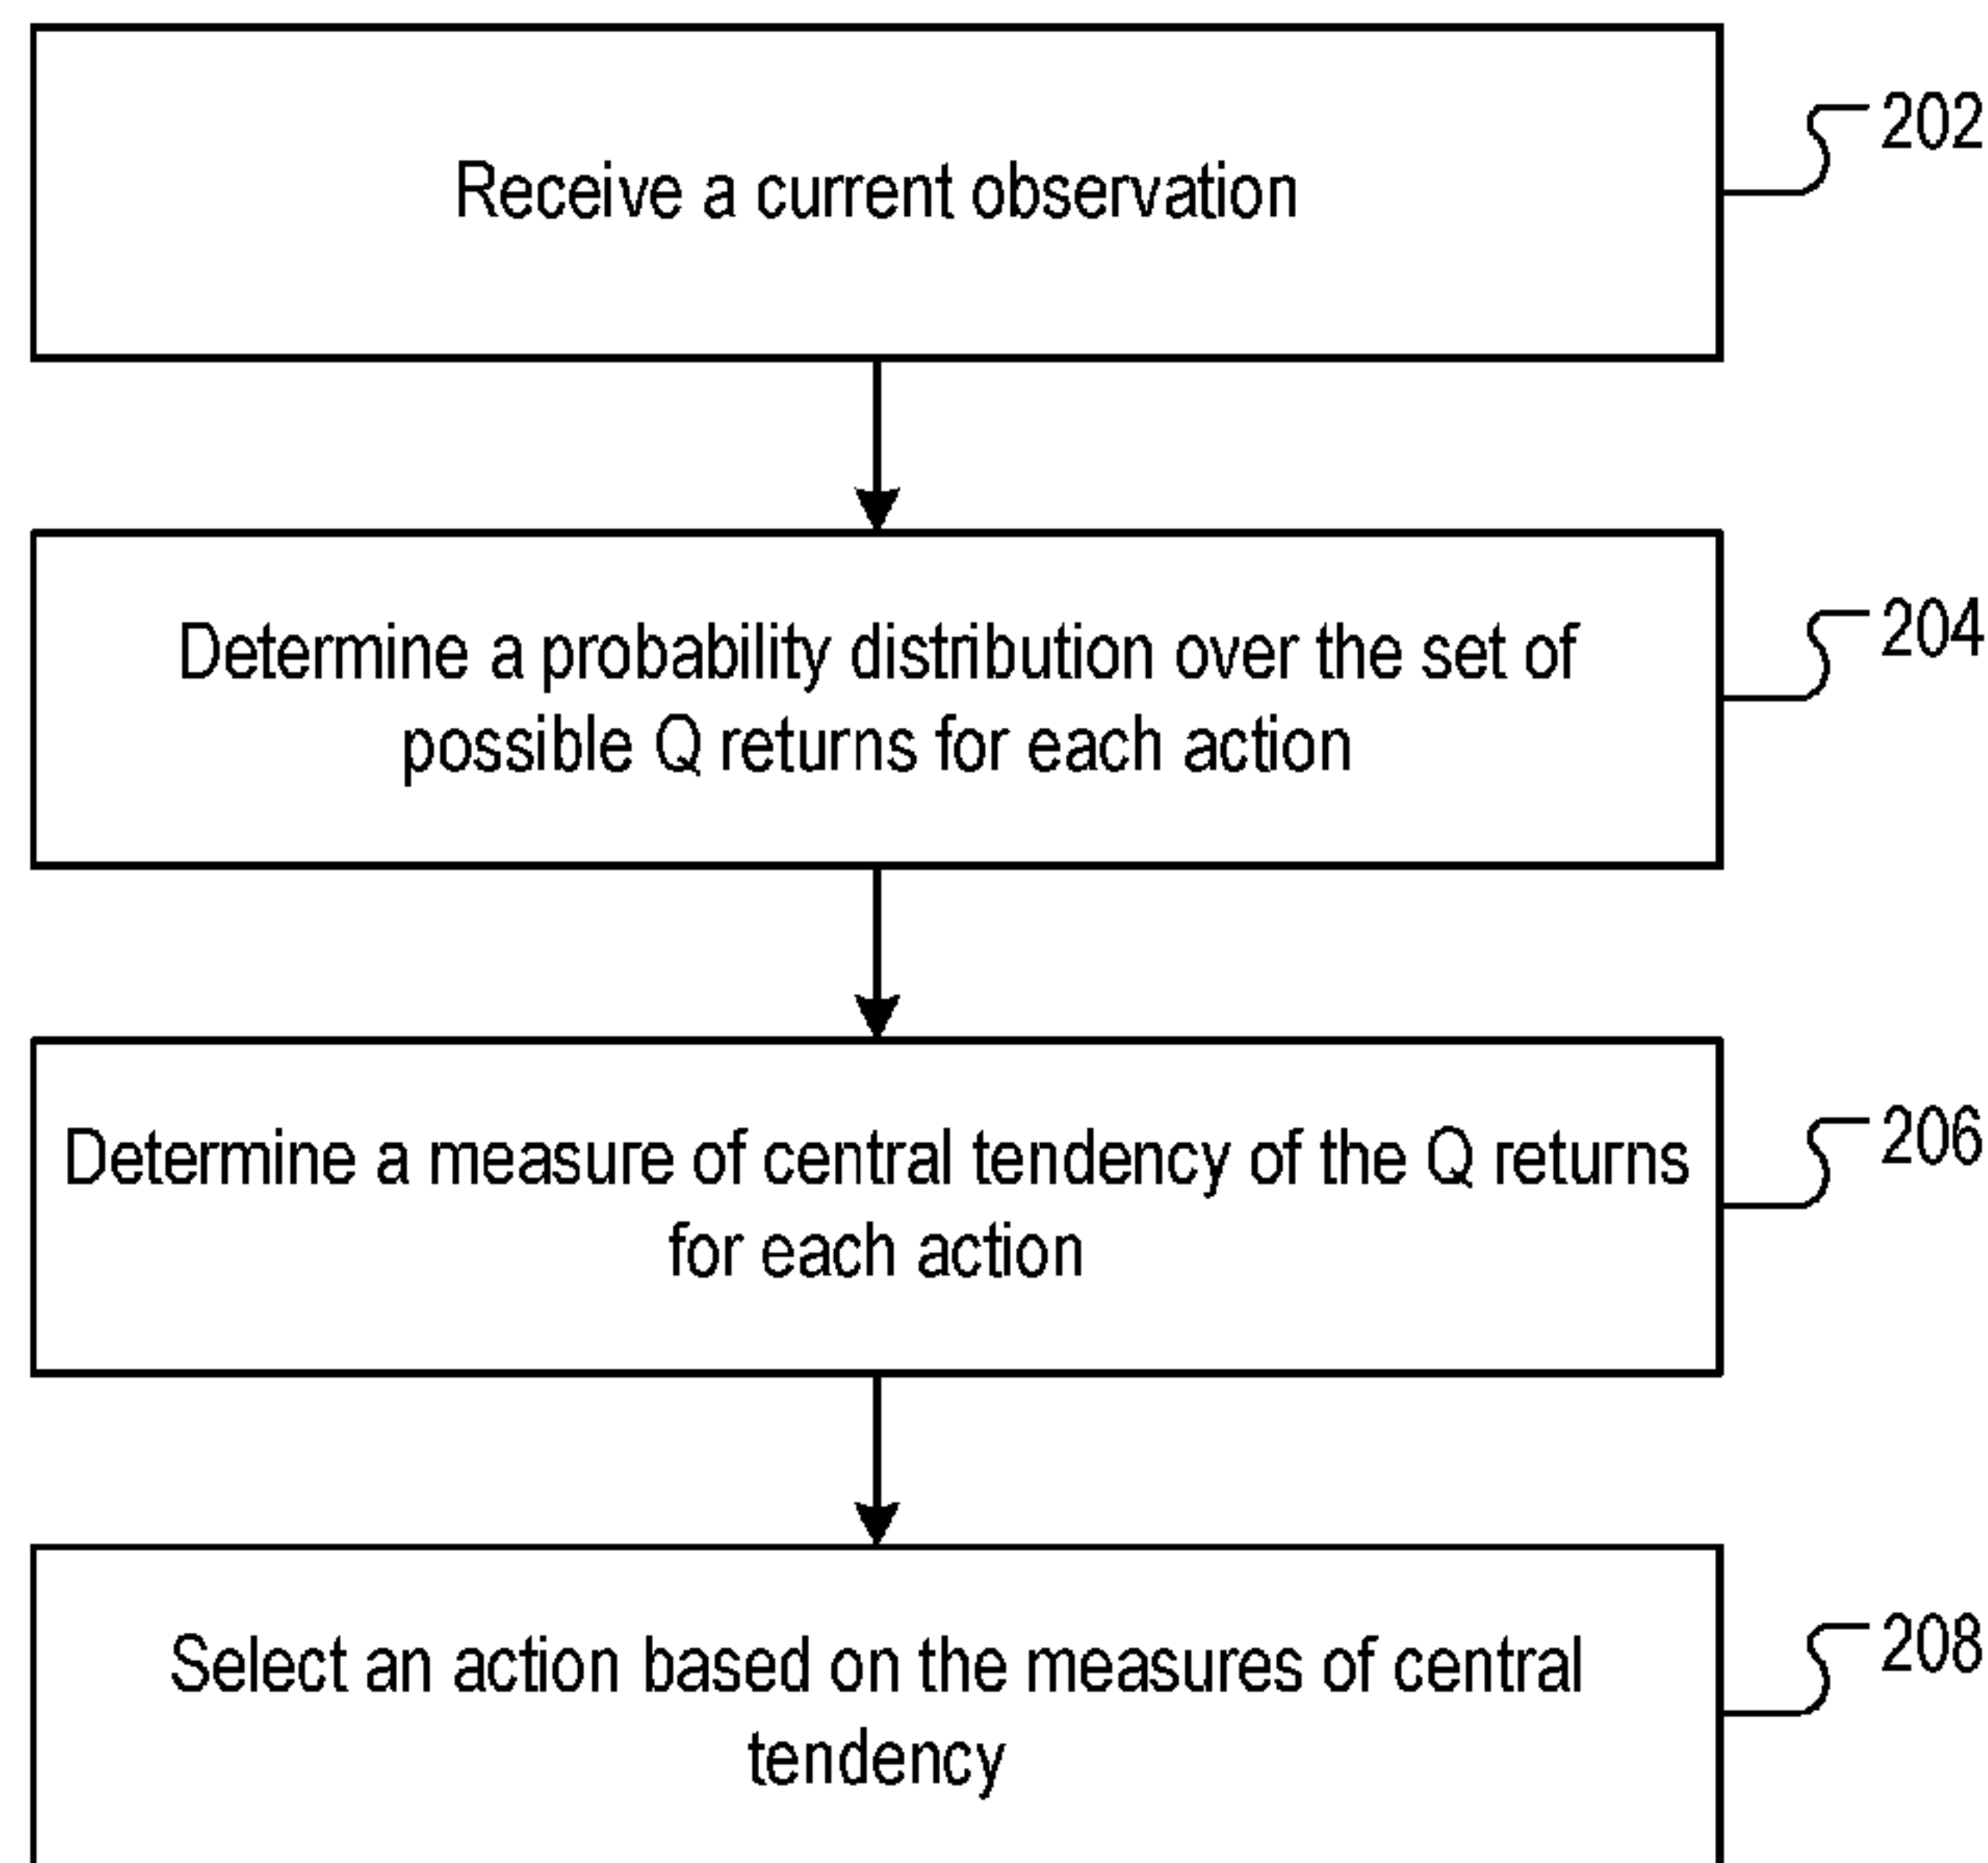 Receive a current observation
202
Determine a probability distribution over the set of
possible Q returns for each action
204
Determine a measure of central tendency of the Q returns
for each action
206
Select an action based on the measures of central
tendency
208